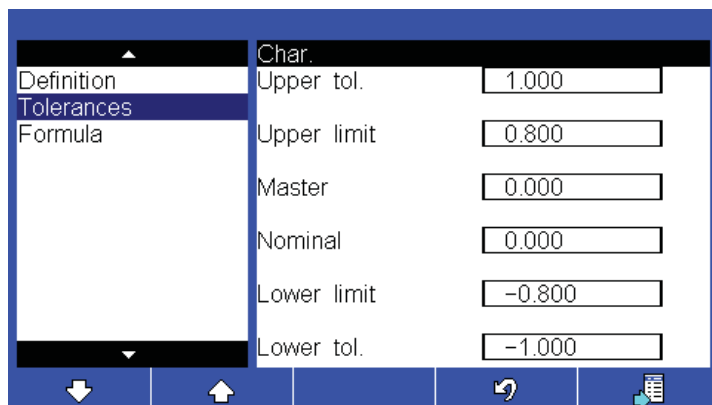 Char.
Definition
Tolerances
Formula
Upper tol. 1.000
Upper limit 0.800
Master 0.000
Nominal 0.000
Lower limit -0.800
Lower tol. -1.000